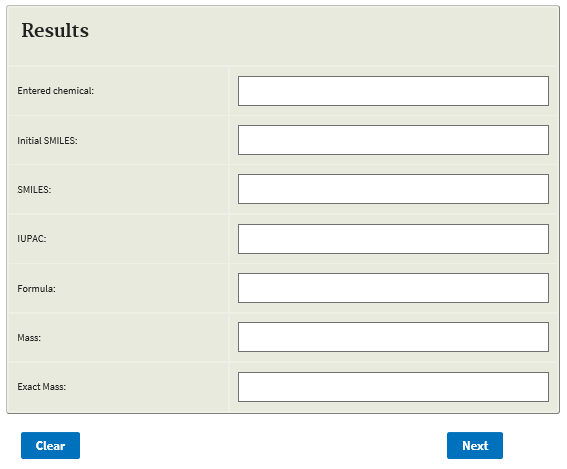 Results
Entered chemical:
Initial SMILES:
SMILES:
IUPAC:
Formula:
Mass:
Exact Mass:
Clear
Next